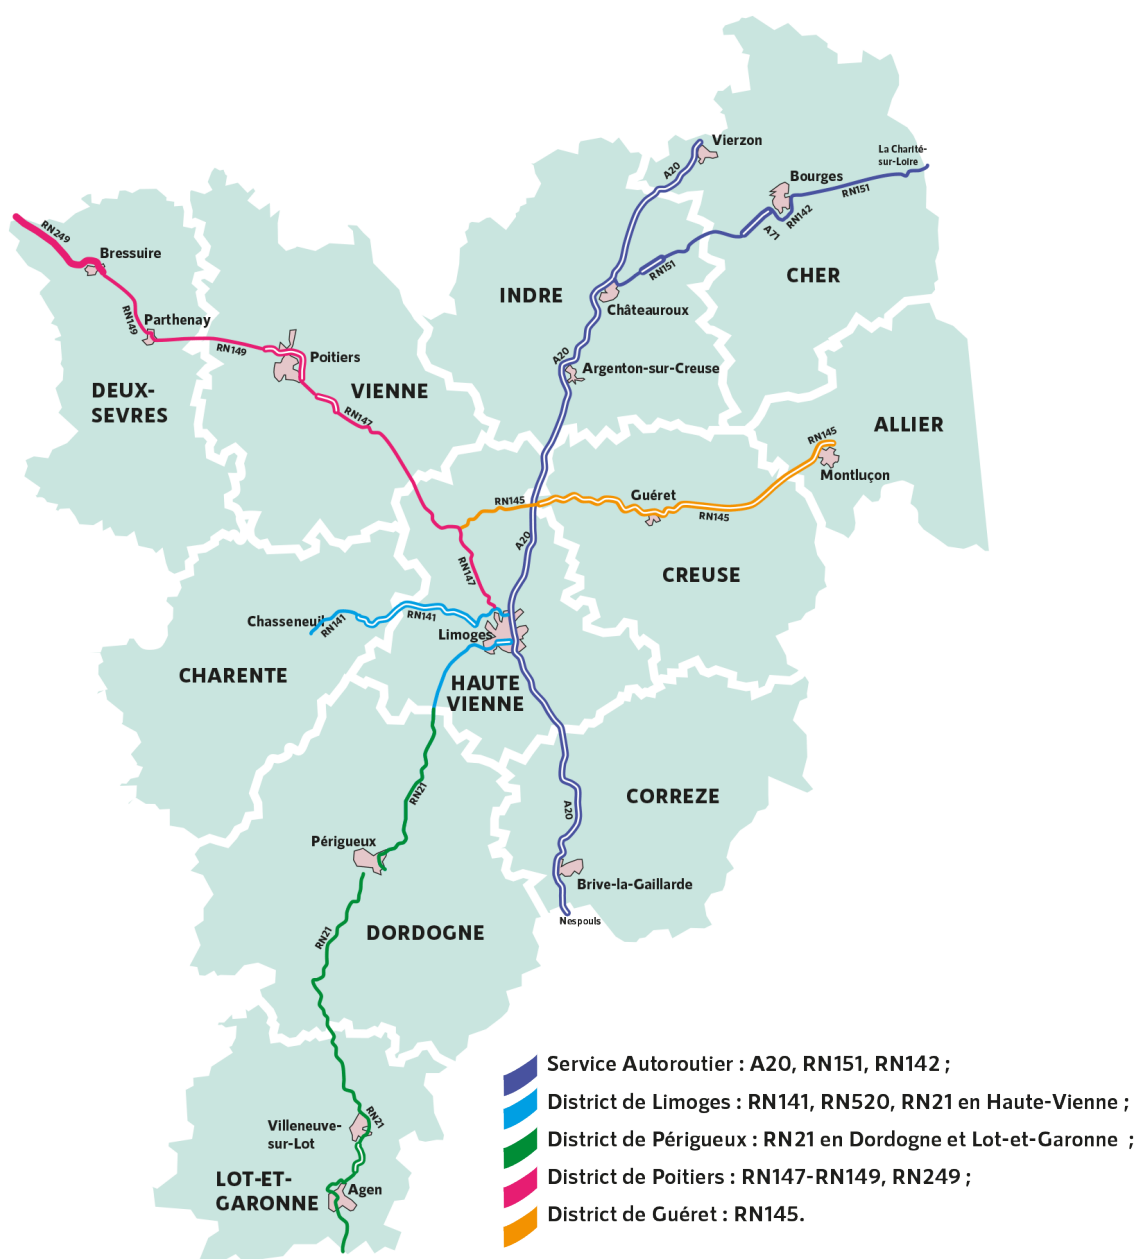 Vierzon
La Charité-
sur-Loire
A20
Bourges
RN151
RN142
A71
RN249
Bressuire
RN151
CHER
INDRE
Châteauroux
RN149
Parthenay
RN149
Poitiers
A20
Argenton-sur-Creuse
DEUX-
SEVRES
VIENNE
RN147
ALLIER
RN145
Montluçon
RN145
Guéret
RN145
A20
RN147
CREUSE
Chasseneuil
RN141
RN141
Limoges
CHARENTE
HAUTE
VIENNE
RN21
A20
CORREZE
Périgueux
Brive-la-Gaillarde
Nespouls
RN21
DORDOGNE
Service Autoroutier : A20, RN151, RN142 ;
District de Limoges : RN141, RN520, RN21 en Haute-Vienne ;
District de Périgueux : RN21 en Dordogne et Lot-et-Garonne ;
District de Poitiers : RN147-RN149, RN249 ;
District de Guéret : RN145.
RN21
Villeneuve-
sur-Lot
LOT-ET-
GARONNE
Agen